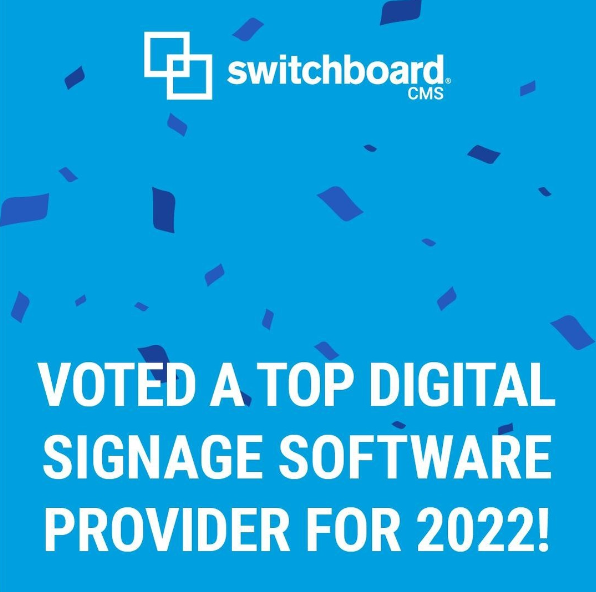 switchboard®
CMS
VOTED A TOP DIGITAL
SIGNAGE SOFTWARE
PROVIDER FOR 2022!